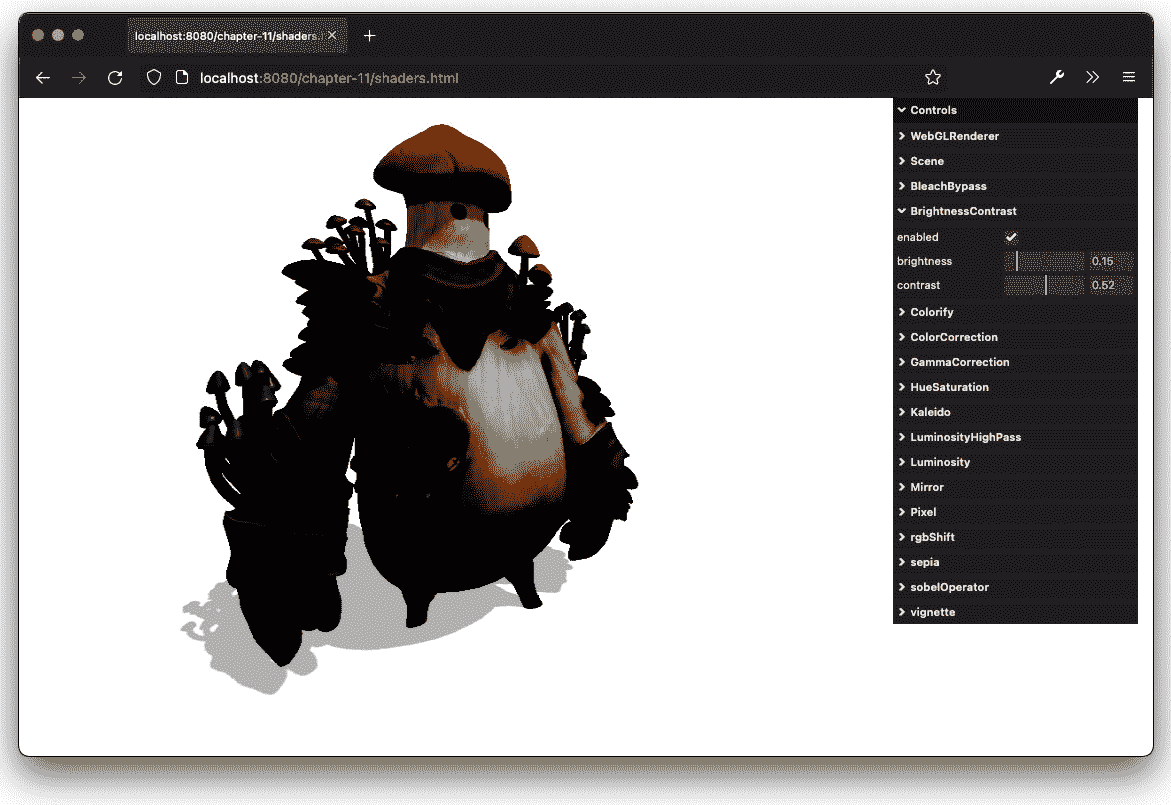 localhost:8080/chapter-11/shaders.
localhost:8080/chapter-11/shaders.html
Controls
WebGLRenderer
Scene
BleachBypass
BrightnessContrast
enabled
brightness 0.15
contrast 0.52
Colorify
ColorCorrection
GammaCorrection
HueSaturation
Kaleido
LuminosityHighPass
Luminosity
Mirror
Pixel
rgbShift
sepia
sobelOperator
vignette